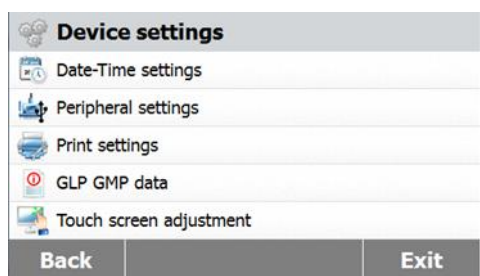 Device settings
Date-Time settings
Peripheral settings
Print settings
GLP GMP data
Touch screen adjustment
Back Exit